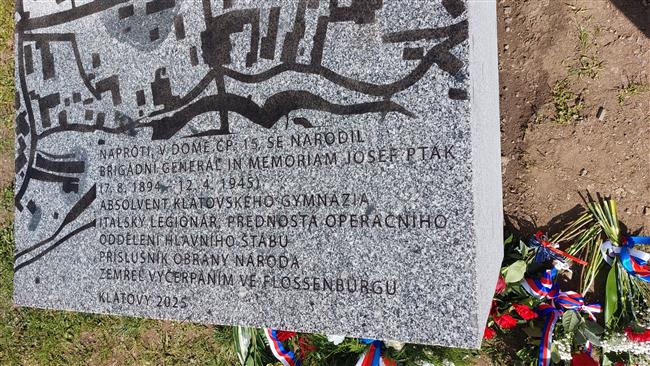 NAPROTI, V DOMĚ ČP. 15, SE NARODIL
BRIGÁDNÍ GENERÁL IN MEMORIAM JOSEF PTÁK
(7. 8. 1894 - 12. 4. 1945)
ABSOLVENT KLATOVSKÉHO GYMNÁZIA
ITALSKÝ LEGIONÁŘ, PŘEDNOSTA OPERAČNÍHO
ODDĚLENÍ HLAVNÍHO ŠTÁBU
PŘÍSLUŠNÍK OBRANY NÁRODA
ZEMŘEL VYČERPÁNÍM VE FLOSSENBÜRGU
KLATOVY 2025